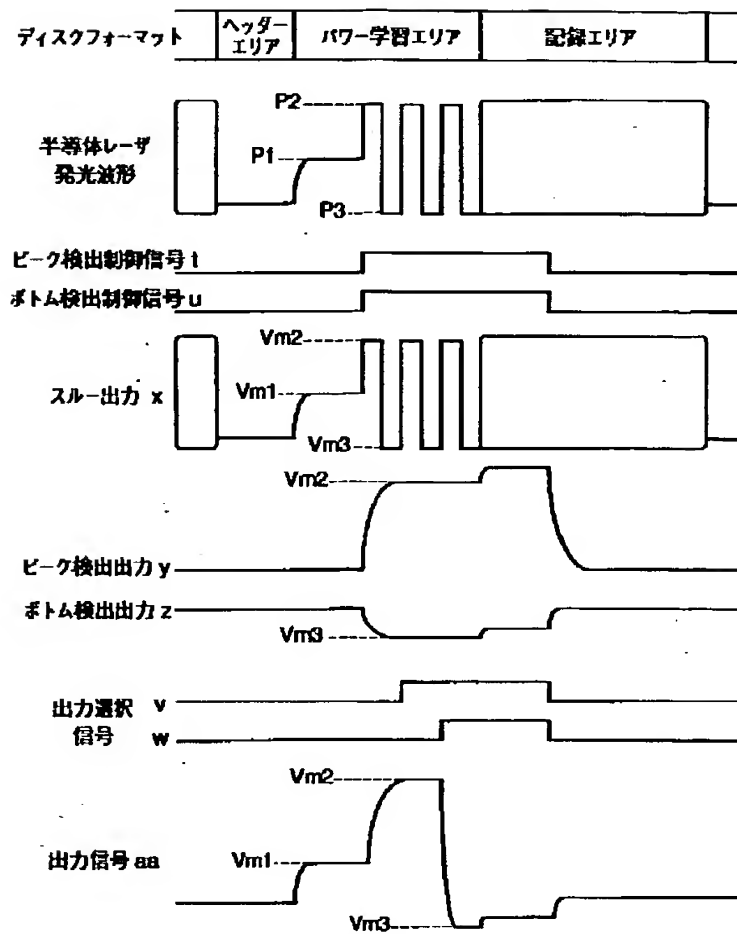 ディスクフォーマット
ヘッダー
エリア
パワー学習エリア
記録エリア
半導体レーザ
発光波形
P2
P1
P3
ピーク検出制御信号 t
ボトム検出制御信号 u
スルー出力 x
Vm2
Vm1
Vm3
Vm2
ピーク検出出力 y
ボトム検出出力 z
Vm3
出力選択
信号
v
w
Vm2
出力信号 aa
Vm1
Vm3